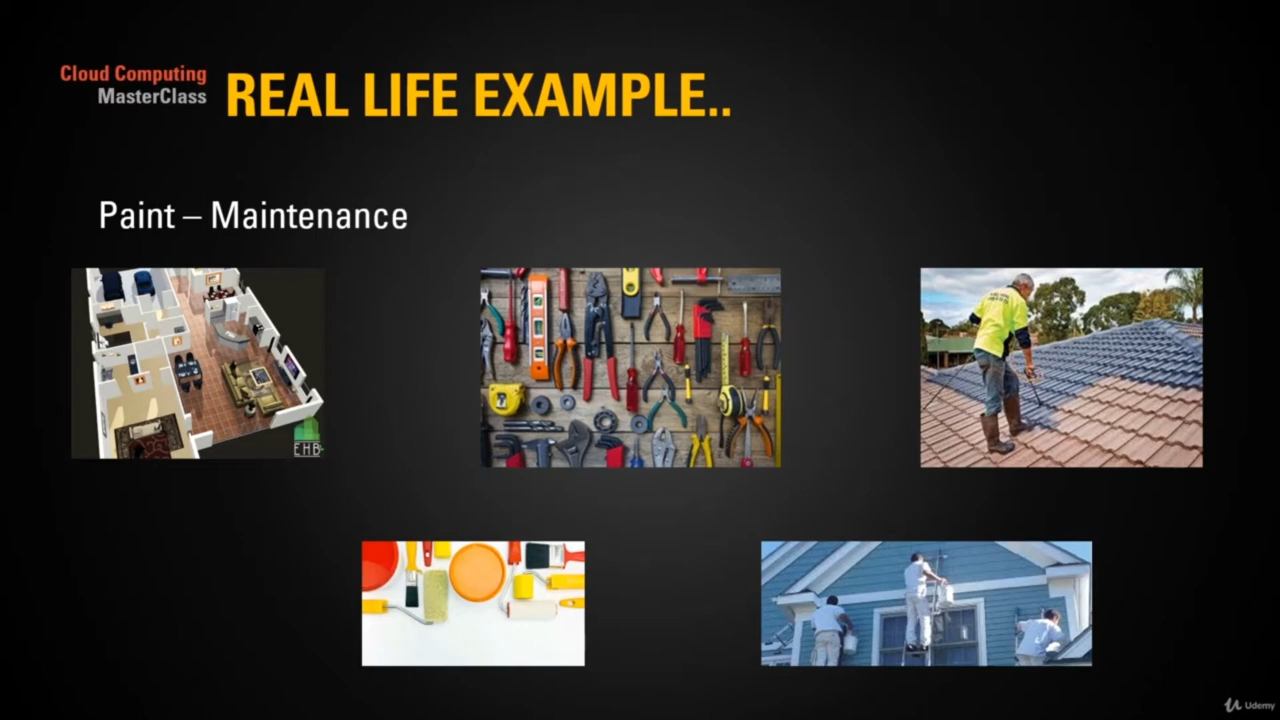 Cloud Computing
MasterClass
REAL LIFE EXAMPLE..
Paint – Maintenance
EHB
Udemy